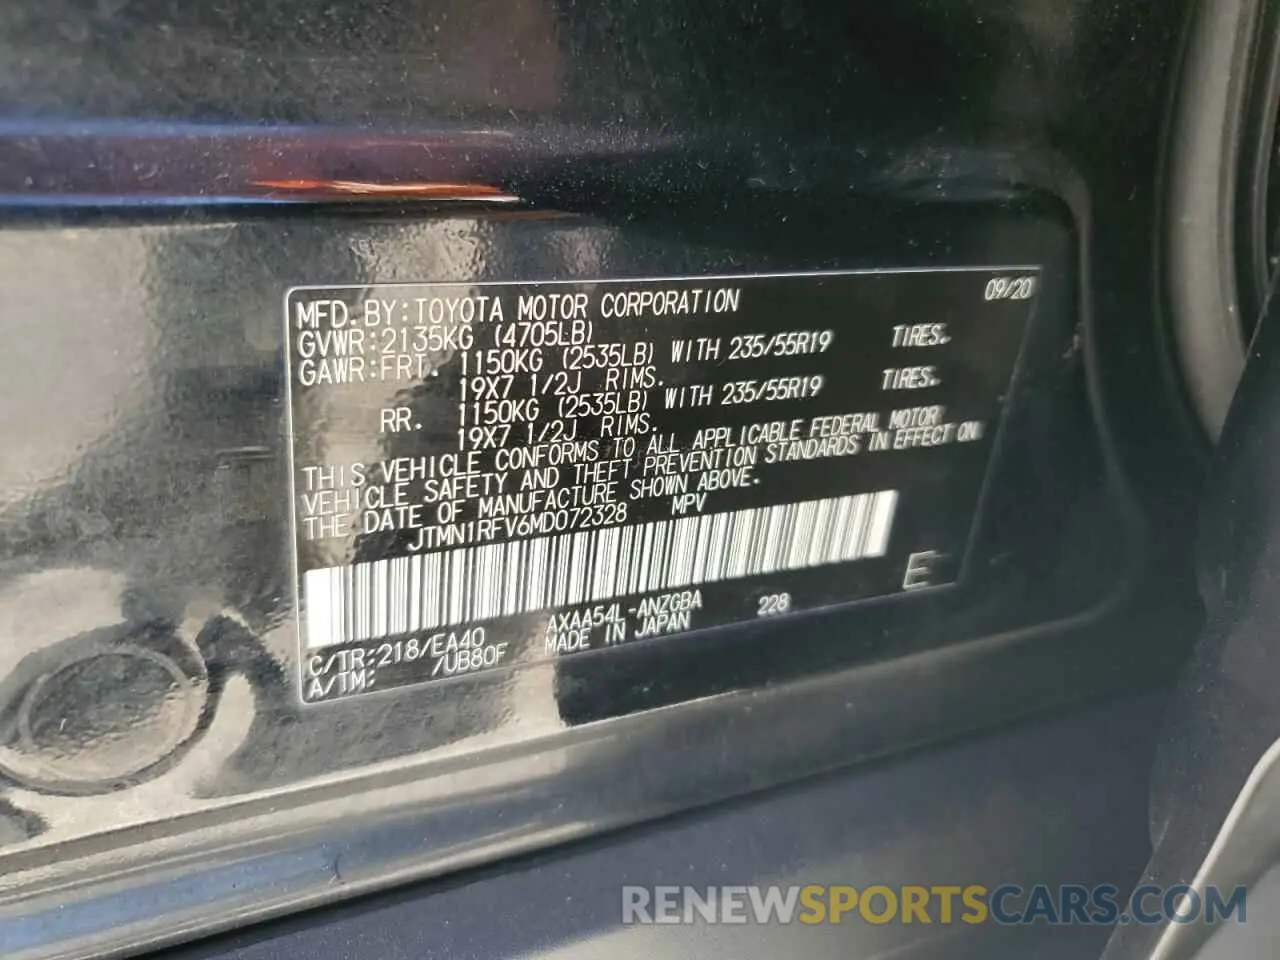 MFD. BY: TOYOTA MOTOR CORPORATION 09/20
GVWR: 2135KG (4705LB)
GAWR: FRT. 1150KG (2535LB) WITH 235/55R19 TIRES.
19X7 1/2J RIMS.
RR. 1150KG (2535LB) WITH 235/55R19 TIRES.
19X7 1/2J RIMS.
THIS VEHICLE CONFORMS TO ALL APPLICABLE FEDERAL MOTOR
VEHICLE SAFETY AND THEFT PREVENTION STANDARDS IN EFFECT ON
THE DATE OF MANUFACTURE SHOWN ABOVE.
JTMN1RFV6MD072328 MPV
E
C/TR: 218/EA40 AXAA54L-ANZGBA 228
A/TM: /UB80F MADE IN JAPAN
RENEWSPORTSCARS.COM